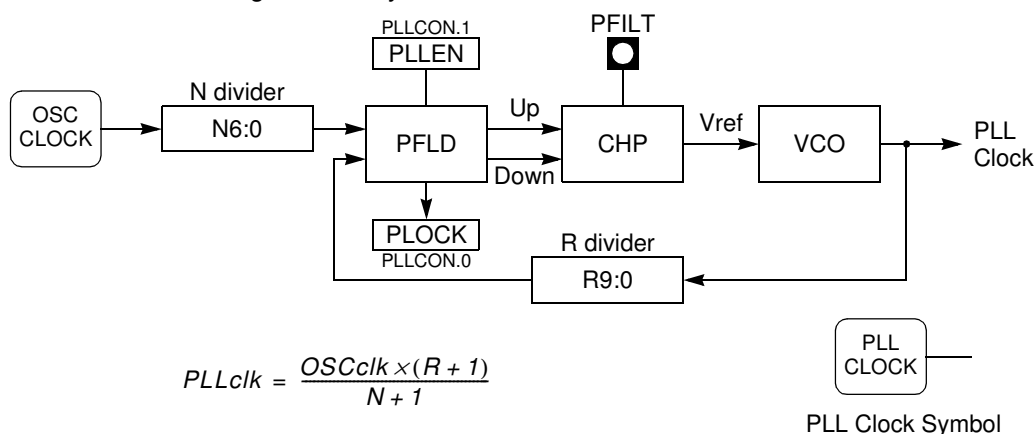 PLLCON.1
PLLEN
PFILT
OSC
CLOCK
N divider
N6:0
PFLD
Up
Down
CHP
Vref
VCO
PLL
Clock
PLOCK
PLLCON.0
R divider
R9:0
PLLclk = OSCclk × (R + 1)
N + 1
PLL
CLOCK
PLL Clock Symbol